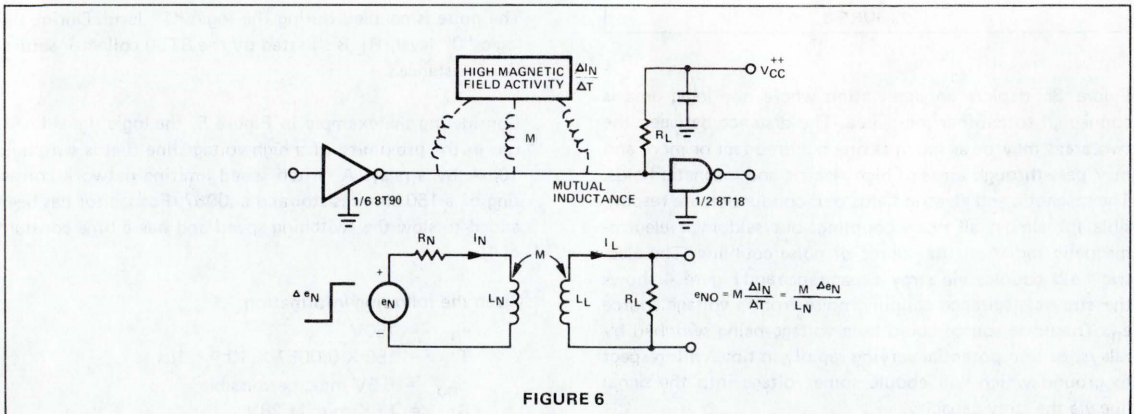 HIGH MAGNETIC
FIELD ACTIVITY
ΔIN
ΔT
++
VCC
RL
M
MUTUAL
INDUCTANCE
1/6 8T90
1/2 8T18
RN
IN
M
IL
Δ eN
+
eN
−
LN
LL
RL
eNO = M ΔIN/ΔT = M/LN ΔeN
FIGURE 6